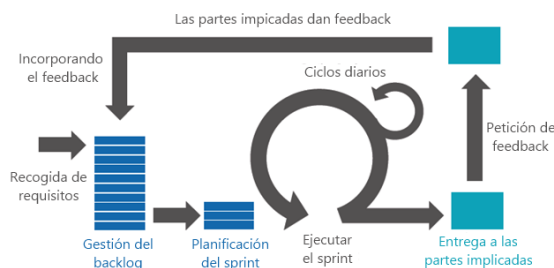 Las partes impicadas dan feedback
Incorporando
el feedback
Ciclos diarios
Petición de
feedback
Recogida de
requisitos
Gestión del
backlog
Planificación
del sprint
Ejecutar
el sprint
Entrega a las
partes implicadas